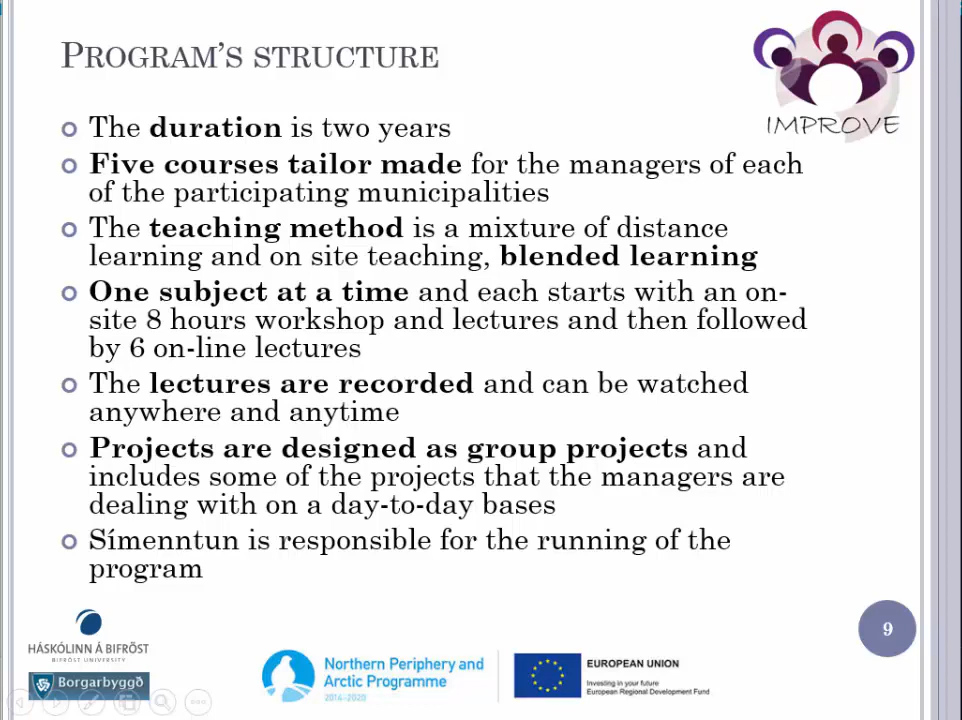 PROGRAM'S STRUCTURE
IMPROVE
The duration is two years
Five courses tailor made for the managers of each
of the participating municipalities
The teaching method is a mixture of distance
learning and on site teaching, blended learning
One subject at a time and each starts with an on-
site 8 hours workshop and lectures and then followed
by 6 on-line lectures
The lectures are recorded and can be watched
anywhere and anytime
Projects are designed as group projects and
includes some of the projects that the managers are
dealing with on a day-to-day bases
Símenntun is responsible for the running of the
program
9
HÁSKÓLINN Á BIFRÖST
BIFRÖST UNIVERSITY
Borgarbyggð
Northern Periphery and
Arctic Programme
2014-2020
EUROPEAN UNION
Investing in your future
European Regional Development Fund